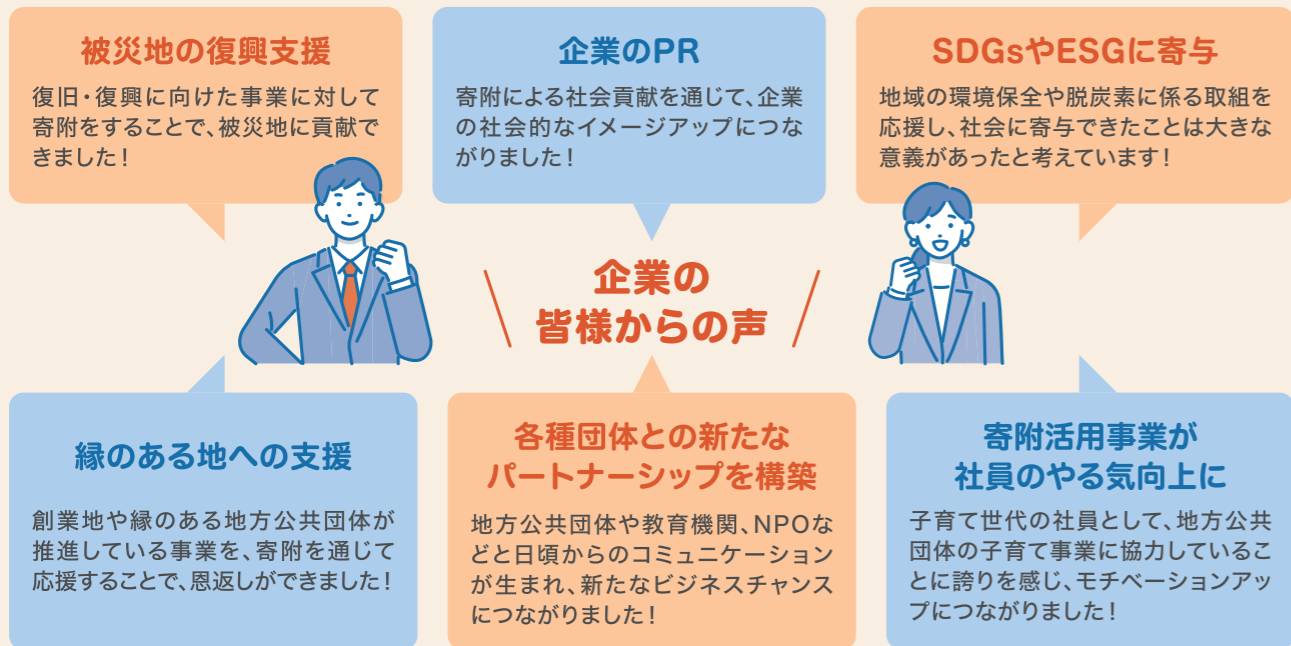 被災地の復興支援
復旧・復興に向けた事業に対して
寄附をすることで、被災地に貢献で
きました！
企業のPR
寄附による社会貢献を通じて、企業
の社会的なイメージアップにつな
がりました！
SDGsやESGに寄与
地域の環境保全や脱炭素に係る取組を
応援し、社会に寄与できたことは大きな
意義があったと考えています！
企業の
皆様からの声
縁のある地への支援
創業地や縁のある地方公共団体が
推進している事業を、寄附を通じて
応援することで、恩返しができました！
各種団体との新たな
パートナーシップを構築
地方公共団体や教育機関、NPOな
どと日頃からのコミュニケーション
が生まれ、新たなビジネスチャンス
につながりました！
寄附活用事業が
社員のやる気向上に
子育て世代の社員として、地方公共
団体の子育て事業に協力しているこ
とに誇りを感じ、モチベーションアッ
プにつながりました！